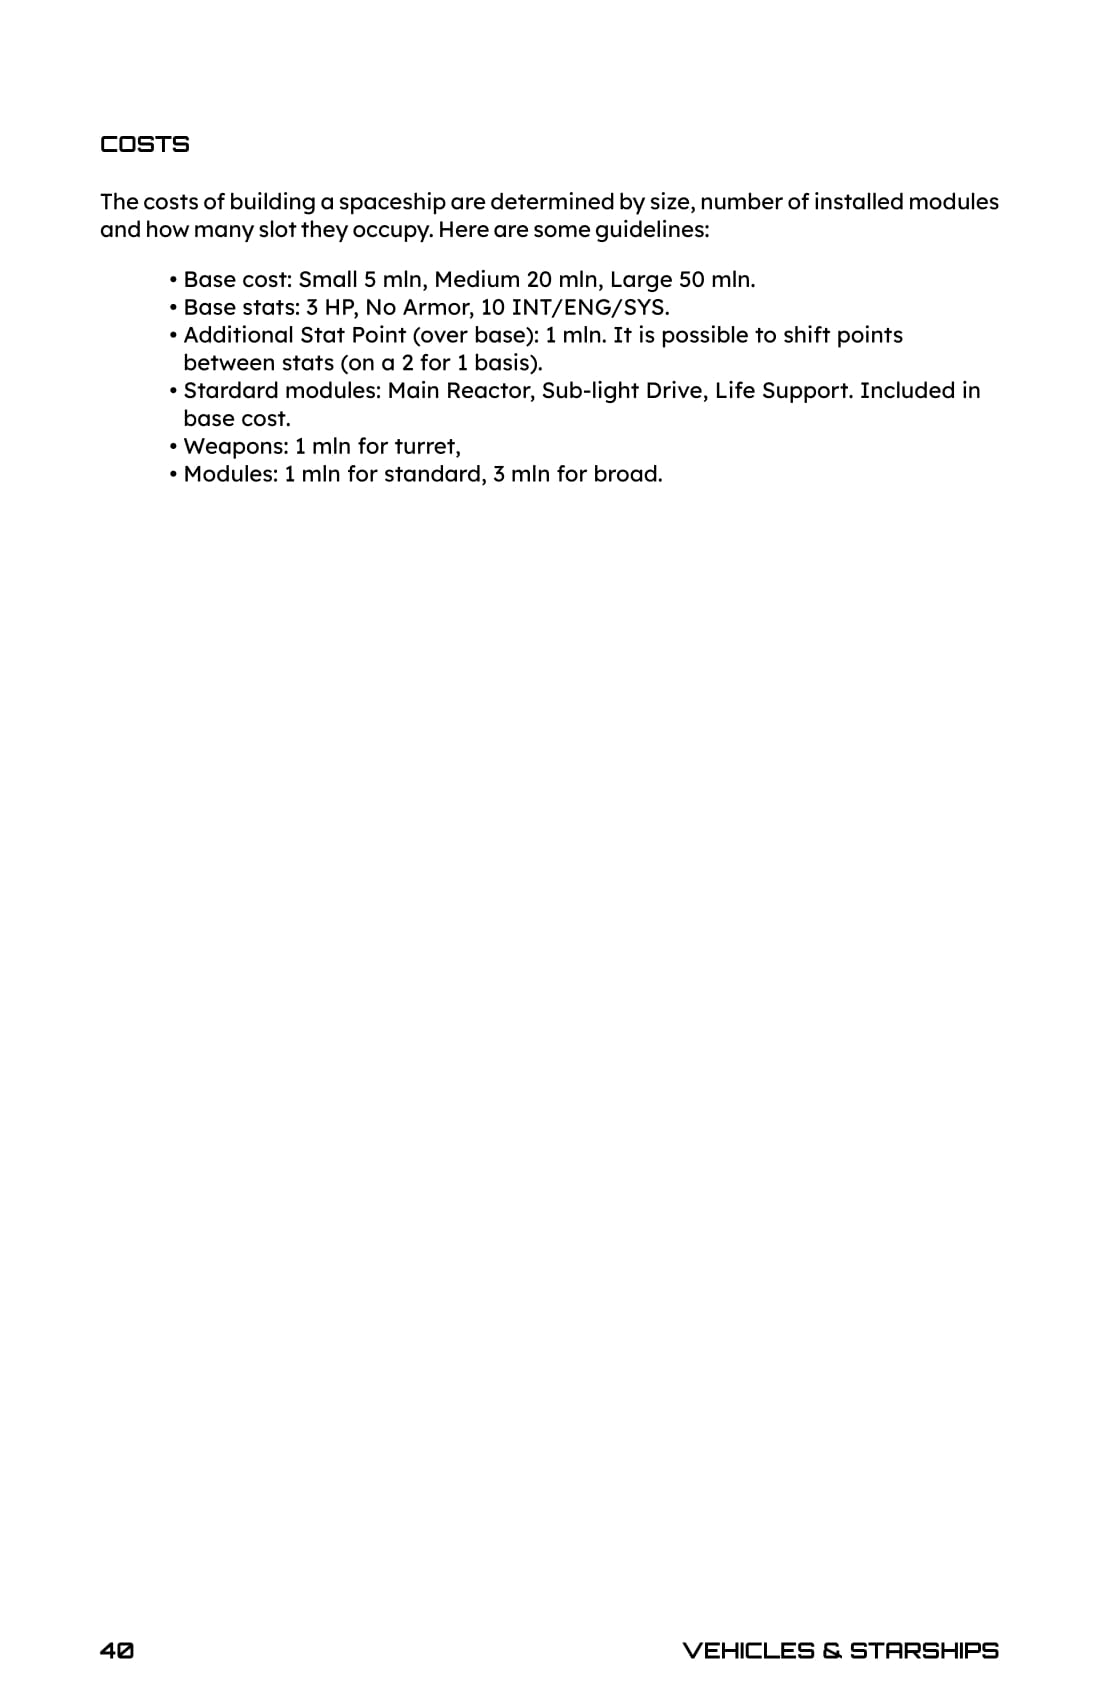 COSTS
The costs of building a spaceship are determined by size, number of installed modules
and how many slot they occupy. Here are some guidelines:
• Base cost: Small 5 mln, Medium 20 mln, Large 50 mln.
• Base stats: 3 HP, No Armor, 10 INT/ENG/SYS.
• Additional Stat Point (over base): 1 mln. It is possible to shift points
between stats (on a 2 for 1 basis).
• Stardard modules: Main Reactor, Sub-light Drive, Life Support. Included in
base cost.
• Weapons: 1 mln for turret,
• Modules: 1 mln for standard, 3 mln for broad.
40
VEHICLES & STARSHIPS